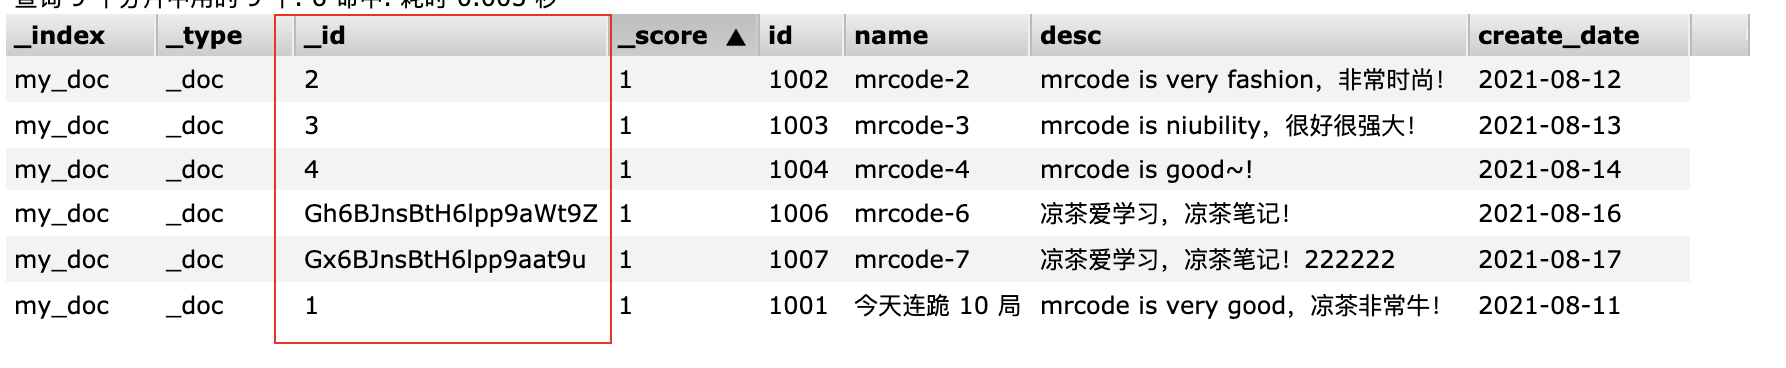 _index _type _id _score ▲ id name desc create_date
my_doc _doc 2 1 1002 mrcode-2 mrcode is very fashion，非常时尚！ 2021-08-12
my_doc _doc 3 1 1003 mrcode-3 mrcode is niubility，很好很强大！ 2021-08-13
my_doc _doc 4 1 1004 mrcode-4 mrcode is good~! 2021-08-14
my_doc _doc Gh6BJnsBtH6lpp9aWt9Z 1 1006 mrcode-6 凉茶爱学习，凉茶笔记！ 2021-08-16
my_doc _doc Gx6BJnsBtH6lpp9aat9u 1 1007 mrcode-7 凉茶爱学习，凉茶笔记！222222 2021-08-17
my_doc _doc 1 1 1001 今天连跪 10 局 mrcode is very good，凉茶非常牛！ 2021-08-11